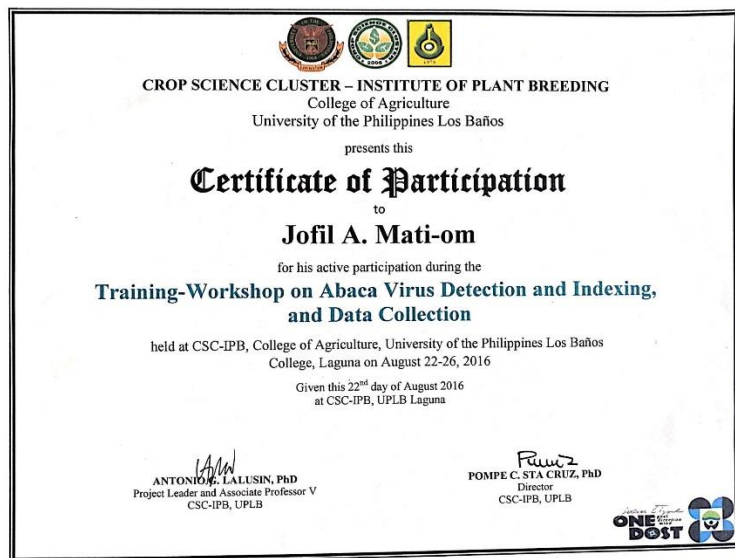 CROP SCIENCE CLUSTER – INSTITUTE OF PLANT BREEDING
College of Agriculture
University of the Philippines Los Baños
presents this
Certificate of Participation
to
Jofil A. Mati-om
for his active participation during the
Training-Workshop on Abaca Virus Detection and Indexing,
and Data Collection
held at CSC-IPB, College of Agriculture, University of the Philippines Los Baños
College, Laguna on August 22-26, 2016
Given this 22nd day of August 2016
at CSC-IPB, UPLB Laguna
ANTONIO G. LALUSIN, PhD
Project Leader and Associate Professor V
CSC-IPB, UPLB
POMPE C. STA CRUZ, PhD
Director
CSC-IPB, UPLB
ONE
DOST